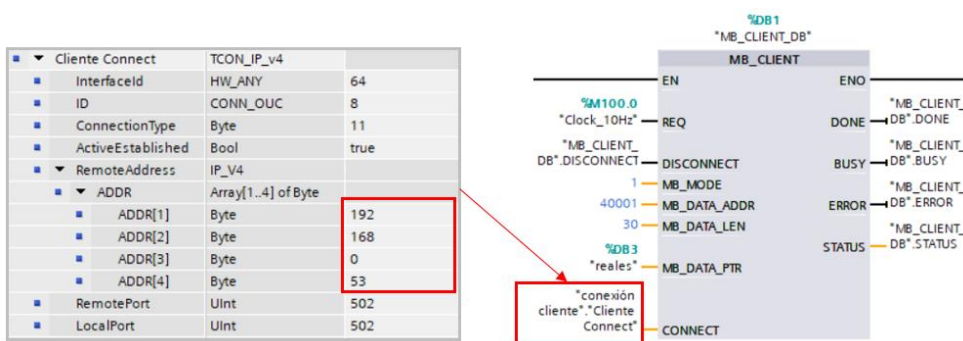 Cliente Connect TCON_IP_v4
InterfaceId HW_ANY 64
ID CONN_OUC 8
ConnectionType Byte 11
ActiveEstablished Bool true
RemoteAddress IP_V4
ADDR Array[1..4] of Byte
ADDR[1] Byte 192
ADDR[2] Byte 168
ADDR[3] Byte 0
ADDR[4] Byte 53
RemotePort UInt 502
LocalPort UInt 502
%DB1
"MB_CLIENT_DB"
MB_CLIENT
EN ENO
%M100.0
"Clock_10Hz" REQ
"MB_CLIENT_
DB".DISCONNECT DISCONNECT
1 MB_MODE
40001 MB_DATA_ADDR
30 MB_DATA_LEN
%DB3
"reales" MB_DATA_PTR
"conexión
cliente"."Cliente
Connect" CONNECT
"MB_CLIENT_
DONE DB".DONE
"MB_CLIENT_
BUSY DB".BUSY
"MB_CLIENT_
ERROR DB".ERROR
"MB_CLIENT_
STATUS DB".STATUS